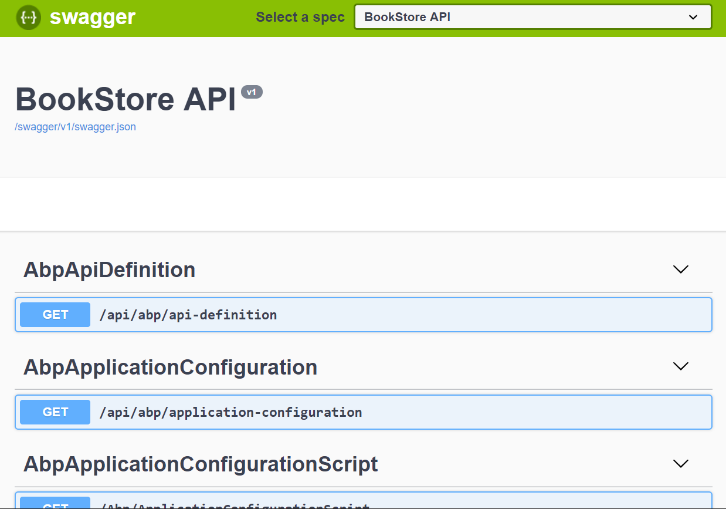 {...} swagger Select a spec BookStore API
BookStore API v1
/swagger/v1/swagger.json
AbpApiDefinition
GET /api/abp/api-definition
AbpApplicationConfiguration
GET /api/abp/application-configuration
AbpApplicationConfigurationScript
GET /Abp/ApplicationConfigurationScript